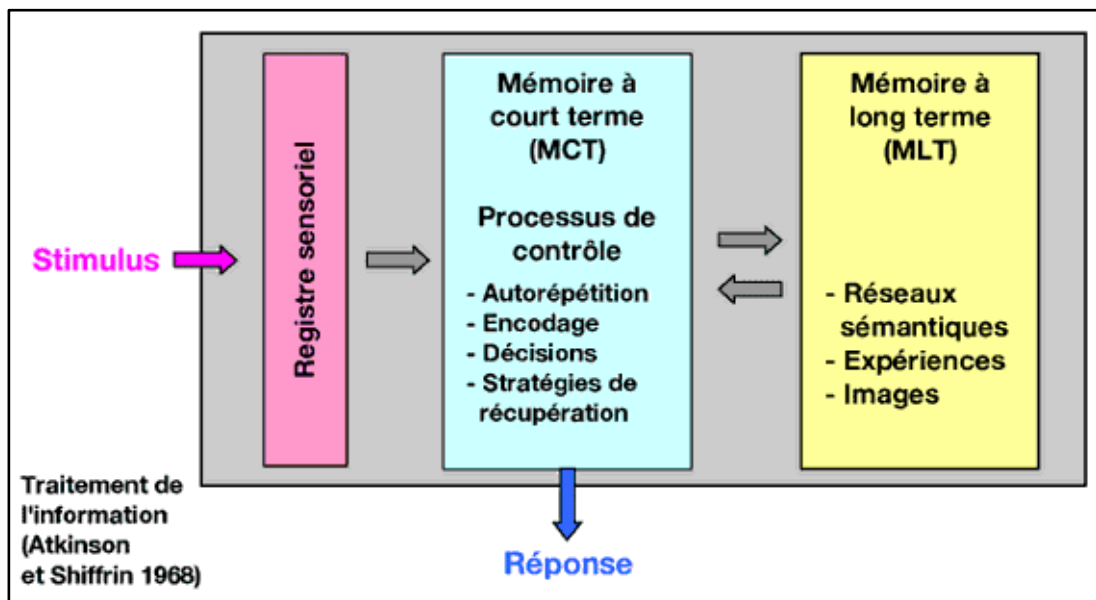 Stimulus
Registre sensoriel
Mémoire à
court terme
(MCT)
Processus de
contrôle
- Autorépétition
- Encodage
- Décisions
- Stratégies de
récupération
Mémoire à
long terme
(MLT)
- Réseaux
sémantiques
- Expériences
- Images
Traitement de
l'information
(Atkinson
et Shiffrin 1968)
Réponse